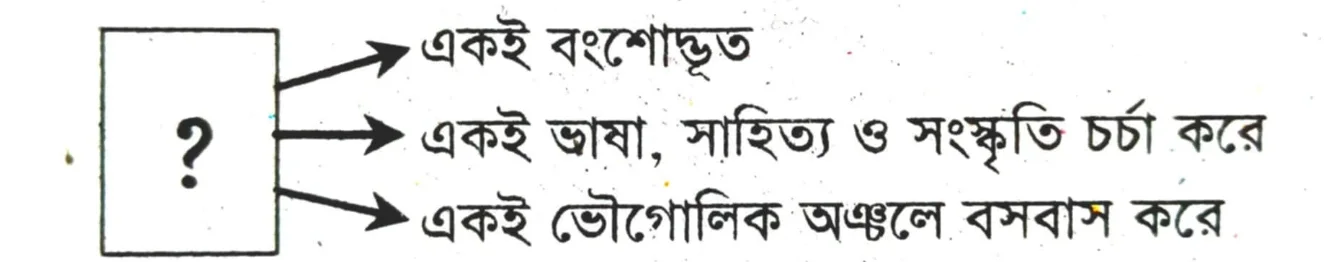 একই বংশোদ্ভূত
? একই ভাষা, সাহিত্য ও সংস্কৃতি চর্চা করে
একই ভৌগোলিক অঞ্চলে বসবাস করে